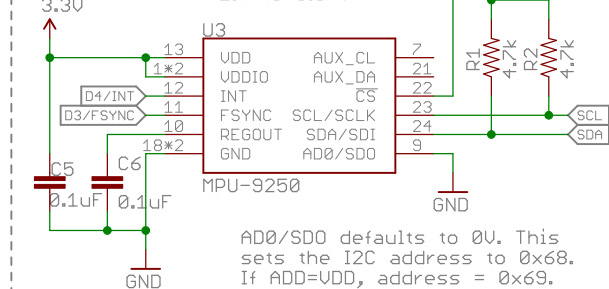 3.3V
U3
13 VDD AUX_CL 7
1*2 VDDIO AUX_DA 21
D4/INT 12 INT CS 22
D3/FSYNC 11 FSYNC SCL/SCLK 23 SCL
10 REGOUT SDA/SDI 24 SDA
18*2 GND AD0/SDO 9
R1 4.7k R2 4.7k
C5 0.1uF
C6 0.1uF
MPU-9250
GND
GND
AD0/SDO defaults to 0V. This
sets the I2C address to 0x68.
If ADD=VDD, address = 0x69.